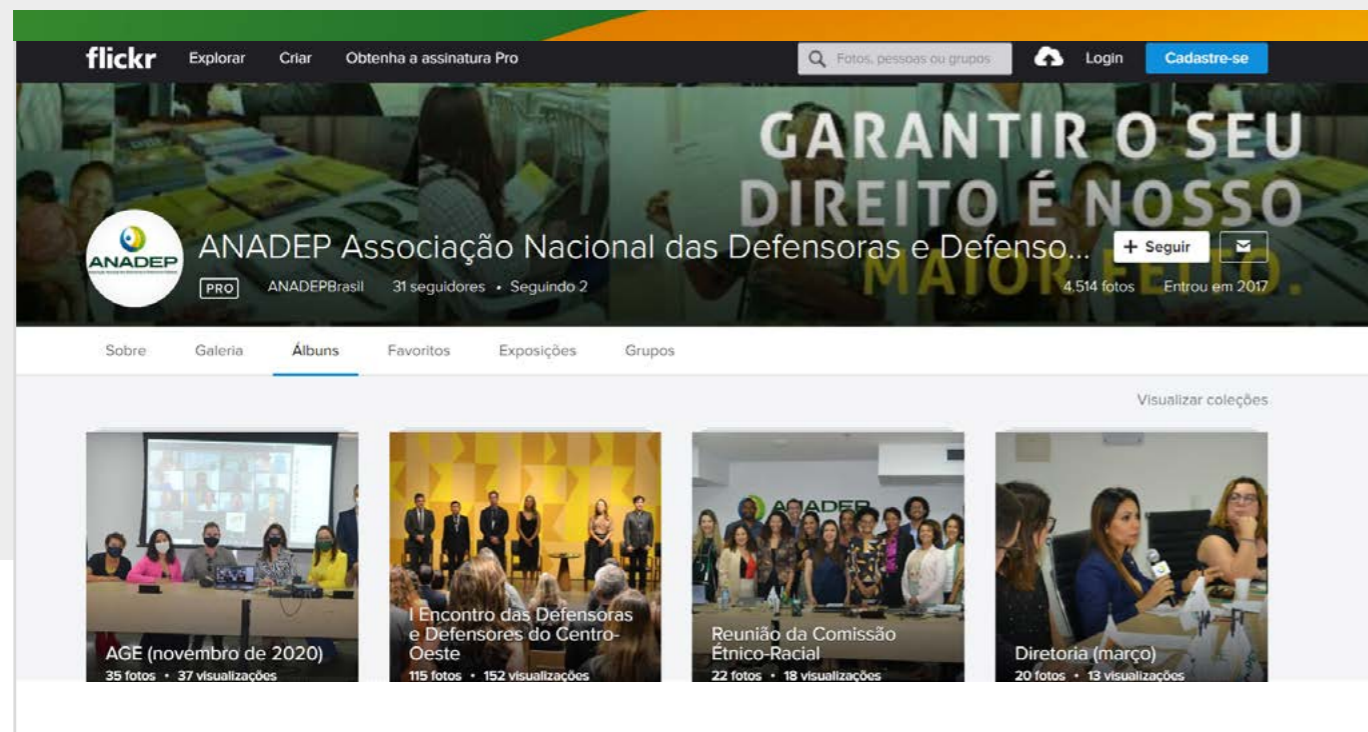 flickr Explorar Criar Obtenha a assinatura Pro Fotos, pessoas ou grupos Login Cadastre-se
GARANTIR O SEU
DIREITO É NOSSO
MAIOR FEITO.
ANADEP
ANADEP Associação Nacional das Defensoras e Defenso...
+ Seguir
PRO ANADEPBrasil 31 seguidores • Seguindo 2 4.514 fotos Entrou em 2017
Sobre Galeria Álbuns Favoritos Exposições Grupos
Visualizar coleções
AGE (novembro de 2020)
35 fotos • 37 visualizações
I Encontro das Defensoras
e Defensores do Centro-
Oeste
115 fotos • 152 visualizações
ANADEP
Reunião da Comissão
Étnico-Racial
22 fotos • 18 visualizações
Diretoria (março)
20 fotos • 13 visualizações